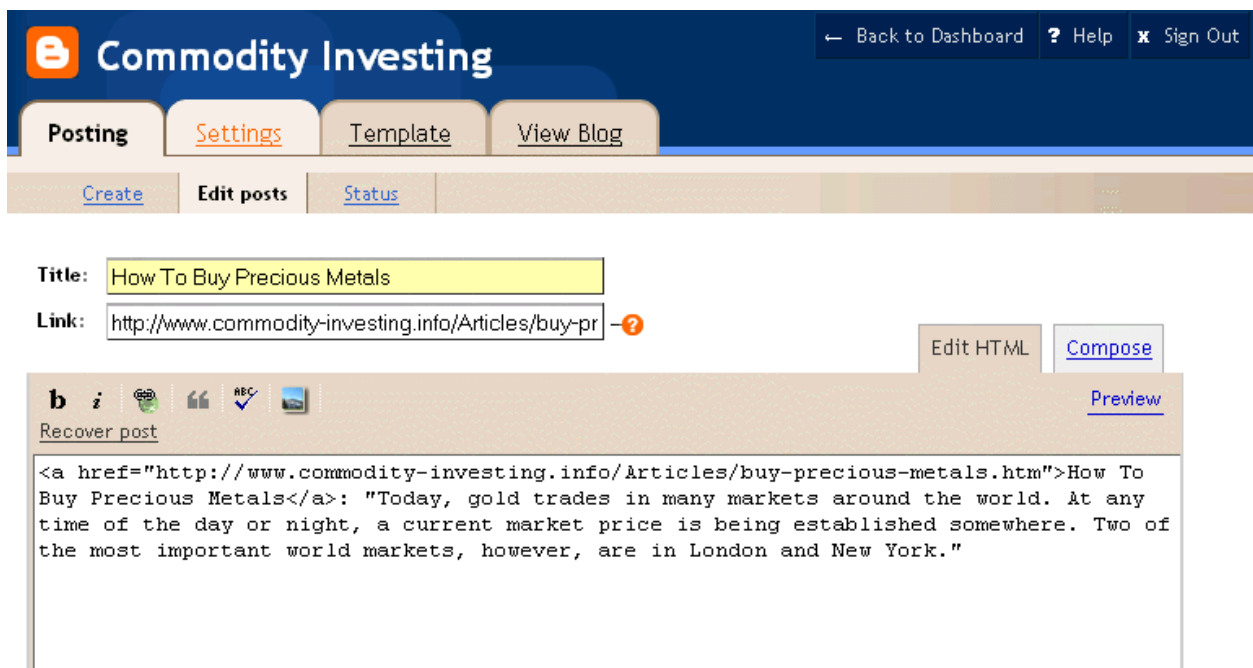 Commodity Investing
← Back to Dashboard ? Help x Sign Out
Posting Settings Template View Blog
Create Edit posts Status
Title: How To Buy Precious Metals
Link: http://www.commodity-investing.info/Articles/buy-pr – ?
Edit HTML Compose
b i ABC Preview
Recover post
<a href="http://www.commodity-investing.info/Articles/buy-precious-metals.htm">How To
Buy Precious Metals</a>: "Today, gold trades in many markets around the world. At any
time of the day or night, a current market price is being established somewhere. Two of
the most important world markets, however, are in London and New York."